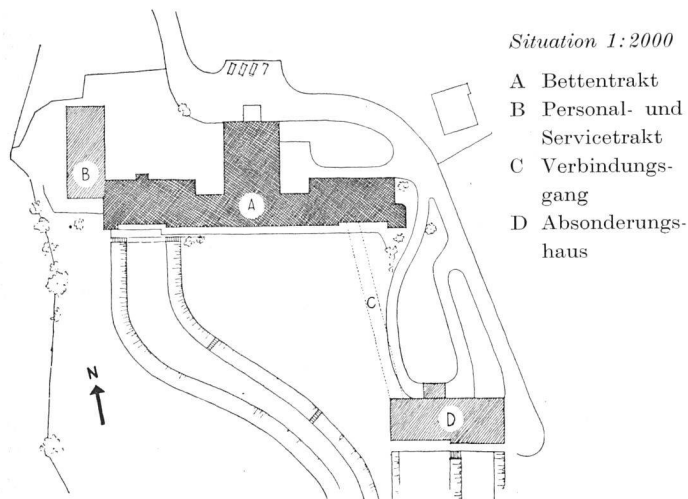 Situation 1:2000
A Bettentrakt
B Personal- und
Servicetrakt
C Verbindungs-
gang
D Absonderungs-
haus
B
A
C
N
D